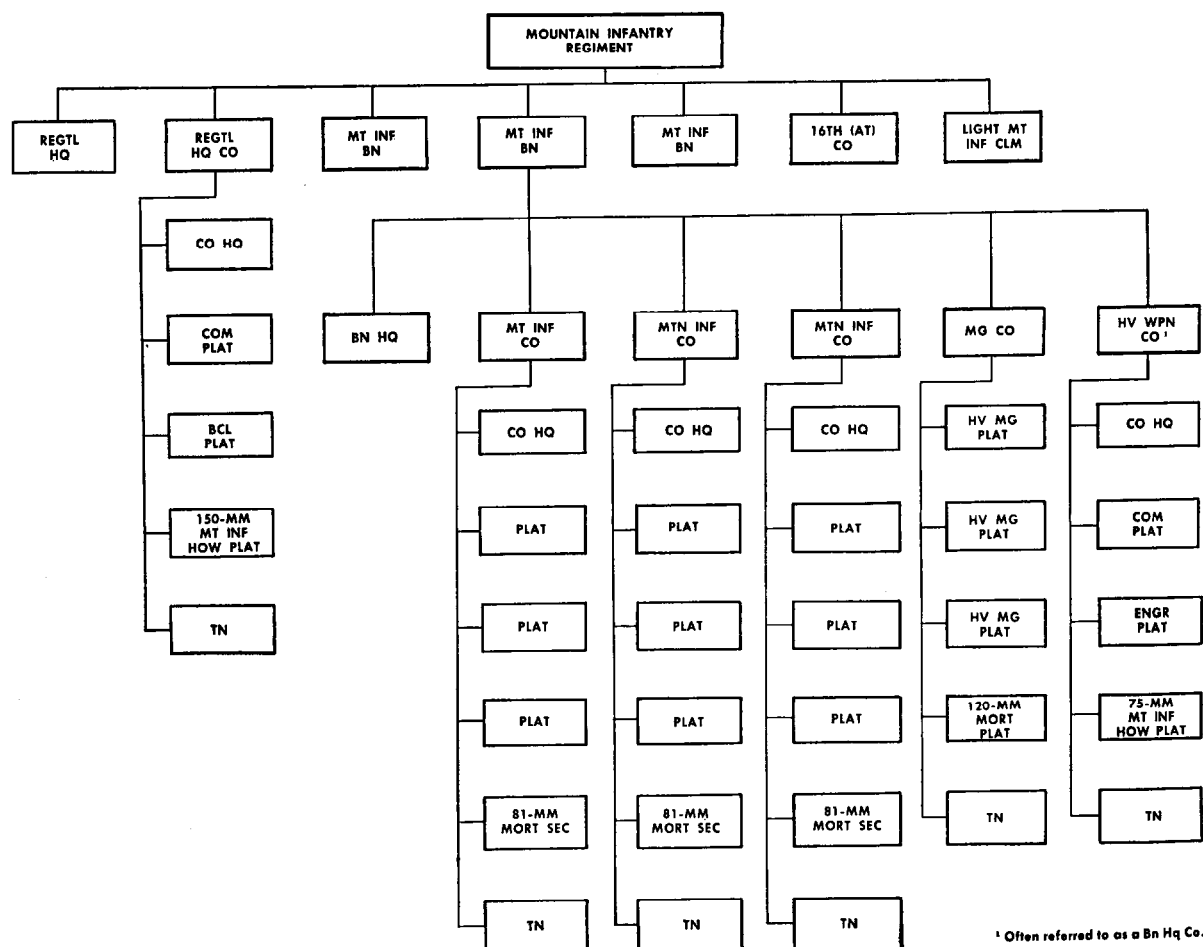 MOUNTAIN INFANTRY
REGIMENT
REGTL
HQ
REGTL
HQ CO
MT INF
BN
MT INF
BN
MT INF
BN
16TH (AT)
CO
LIGHT MT
INF CLM
CO HQ
COM
PLAT
BCL
PLAT
150-MM
MT INF
HOW PLAT
TN
BN HQ
MT INF
CO
MTN INF
CO
MTN INF
CO
MG CO
HV WPN
CO ¹
CO HQ
PLAT
PLAT
PLAT
81-MM
MORT SEC
TN
CO HQ
PLAT
PLAT
PLAT
81-MM
MORT SEC
TN
CO HQ
PLAT
PLAT
PLAT
81-MM
MORT SEC
TN
HV MG
PLAT
HV MG
PLAT
HV MG
PLAT
120-MM
MORT
PLAT
TN
CO HQ
COM
PLAT
ENGR
PLAT
75-MM
MT INF
HOW PLAT
TN
¹ Often referred to as a Bn Hq Co.